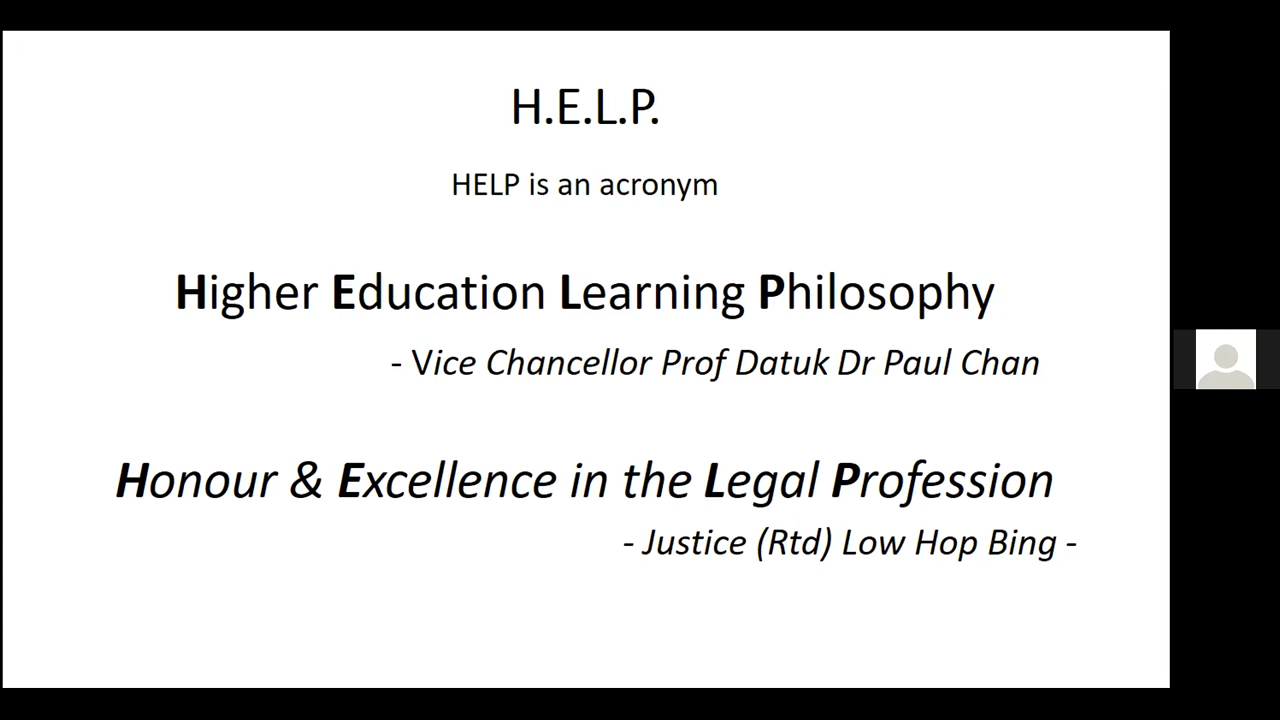 H.E.L.P.
HELP is an acronym
Higher Education Learning Philosophy
- Vice Chancellor Prof Datuk Dr Paul Chan
Honour & Excellence in the Legal Profession
- Justice (Rtd) Low Hop Bing -